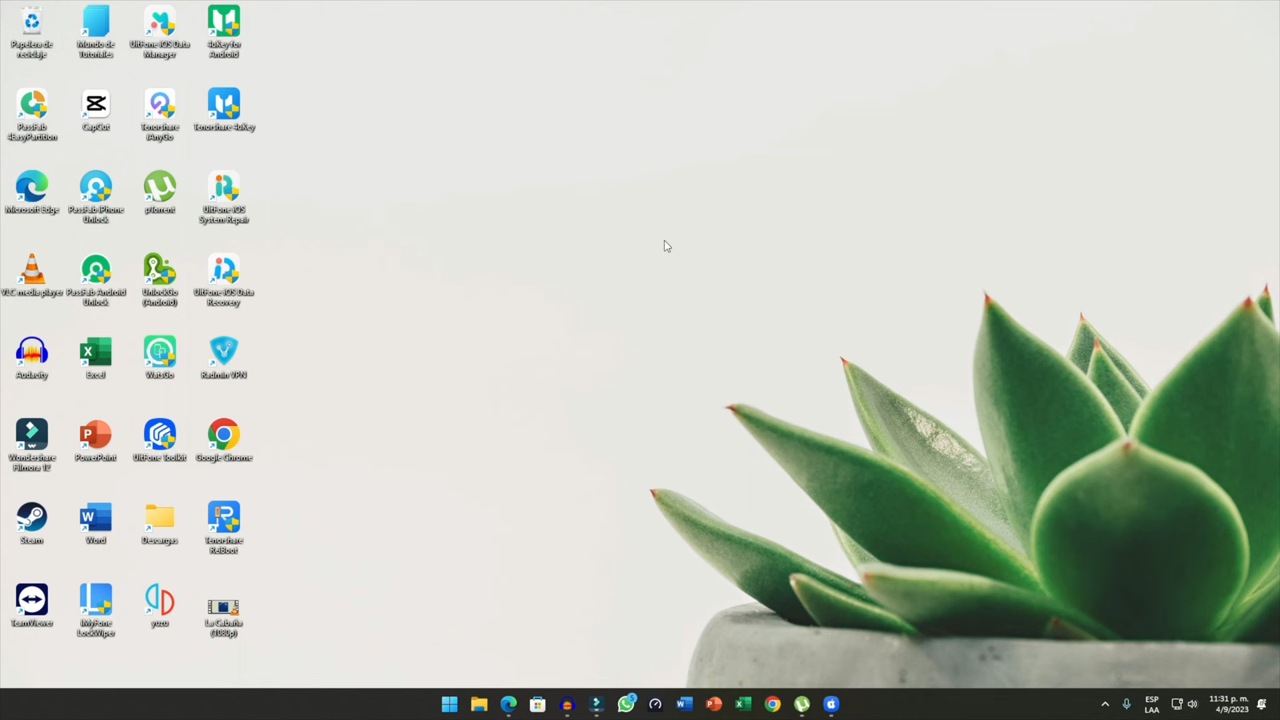 Papelera de
reciclaje
Mundo de
Tutoriales
UltFone iOS Data
Manager
4uKey for
Android
PassFab
4EasyPartition
CapCut
Tenorshare
iAnyGo
Tenorshare 4uKey
Microsoft Edge
PassFab iPhone
Unlock
µTorrent
UltFone iOS
System Repair
VLC media player
PassFab Android
Unlock
UnlockGo
(Android)
UltFone iOS Data
Recovery
Audacity
Excel
WatsGo
Radmin VPN
Wondershare
Filmora 12
PowerPoint
UltFone Toolkit
Google Chrome
Steam
Word
Descargas
Tenorshare
ReiBoot
TeamViewer
iMyFone
LockWiper
yuzu
La Cabaña
(1080p)
5
ESP
LAA
11:31 p. m.
4/9/2023